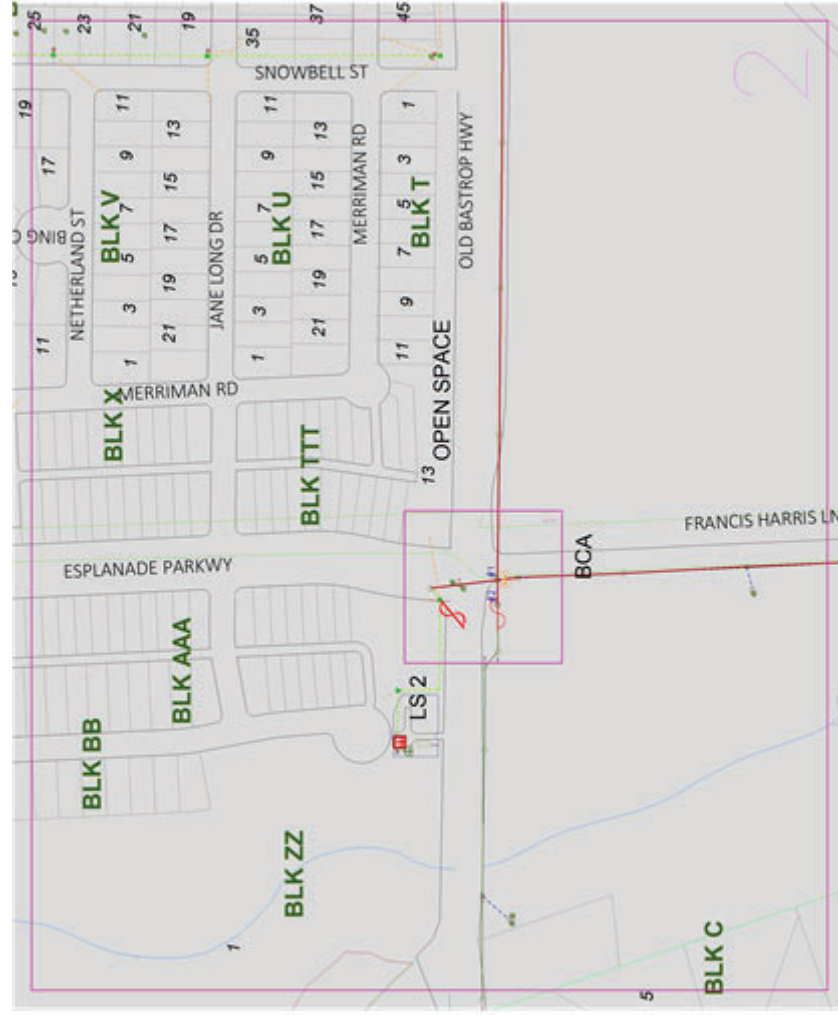 25
23
21
19
35
37
45
SNOWBELL ST
2
19
17
11
13
9
15
BLK V
7
5
17
19
3
21
1
BING C
NETHERLAND ST
11
JANE LONG DR
11
13
9
15
BLK U
7
5
17
19
3
21
1
MERRIMAN RD
1
3
BLK T
5
7
9
11
OLD BASTROP HWY
MERRIMAN RD
BLK X
BLK TTT
OPEN SPACE
13
FRANCIS HARRIS LN
ESPLANADE PARKWY
BCA
BLK AAA
BLK BB
LS 2
BLK ZZ
1
BLK C
5